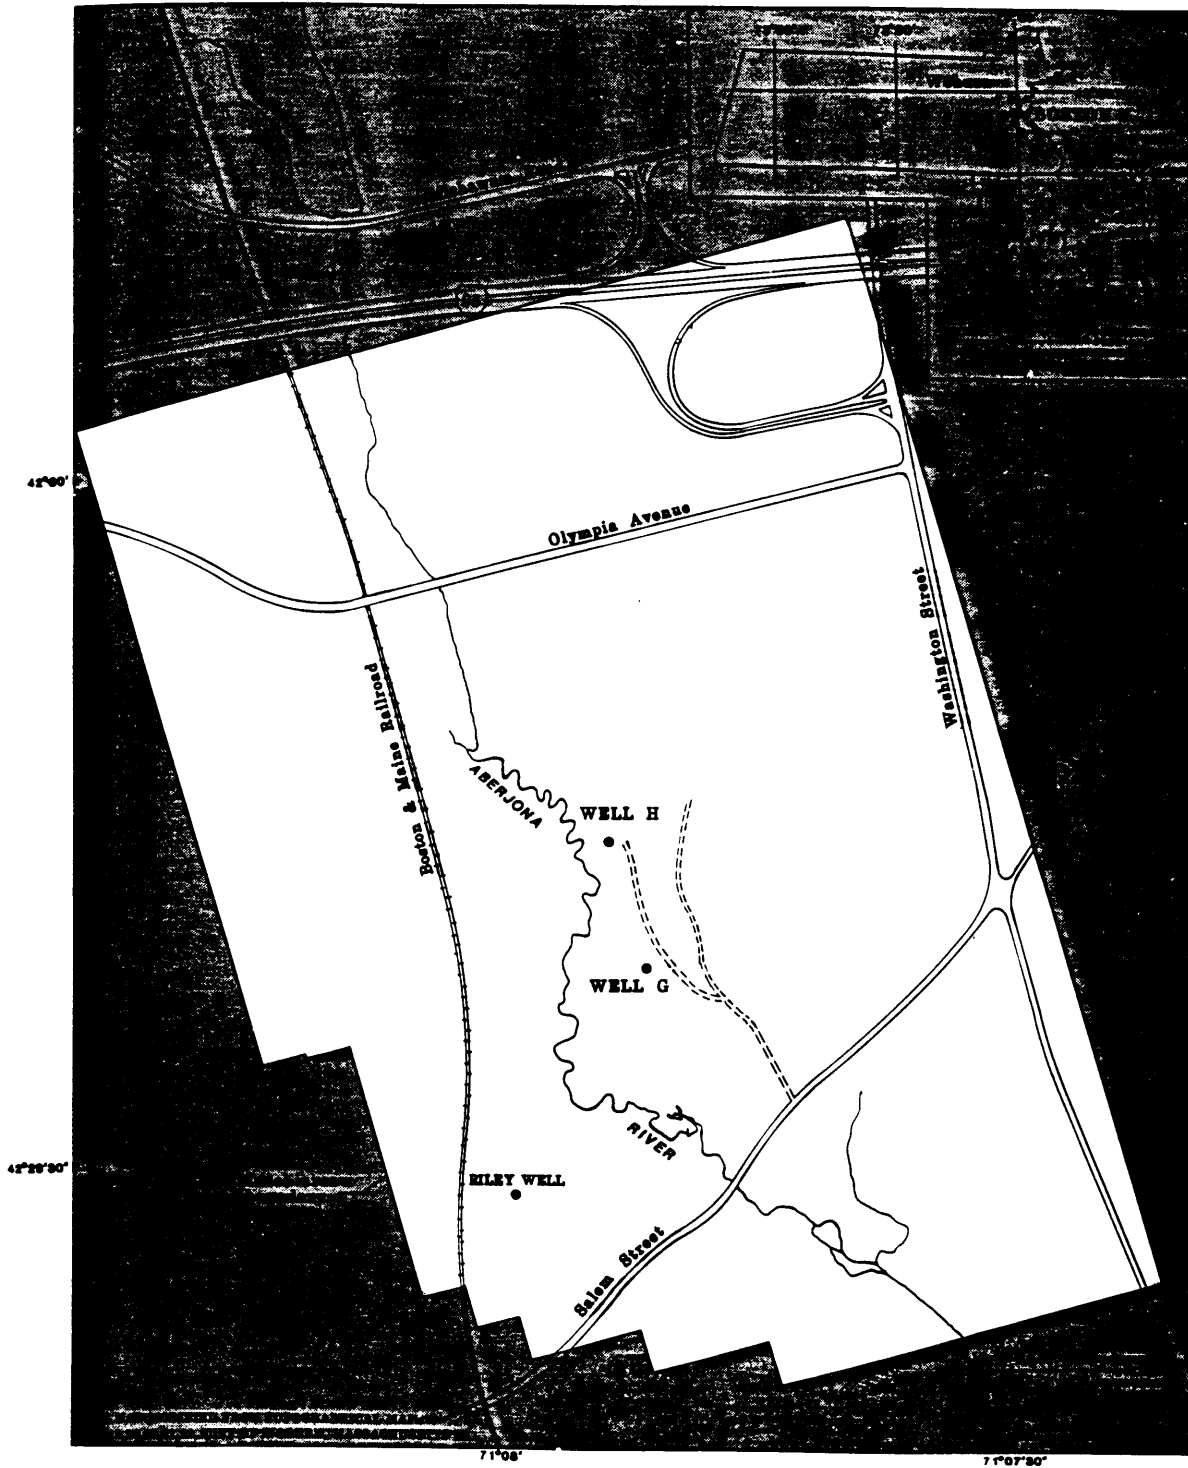 42°30'
Olympia Avenue
Washington Street
Boston & Maine Railroad
ABERJONA
WELL H
WELL G
RIVER
42°29'30"
RILEY WELL
Salem Street
71°08'
71°07'30"